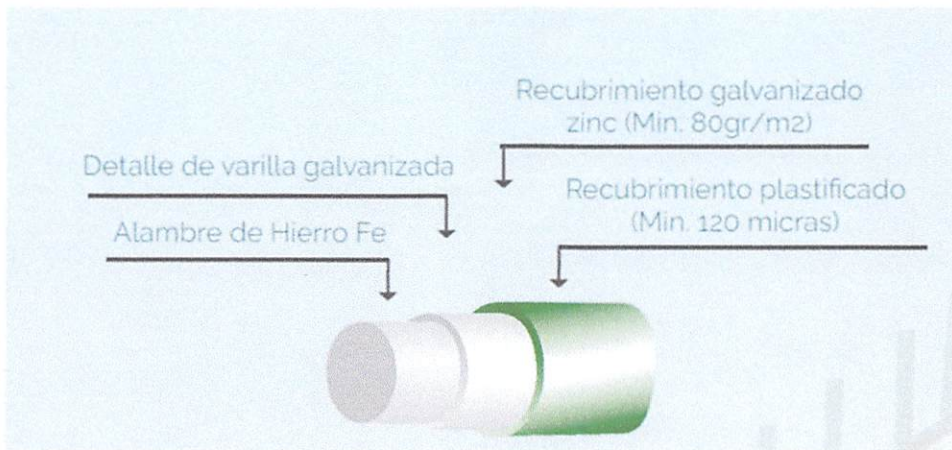 Recubrimiento galvanizado
zinc (Min. 80gr/m2)
Detalle de varilla galvanizada
Recubrimiento plastificado
(Min. 120 micras)
Alambre de Hierro Fe